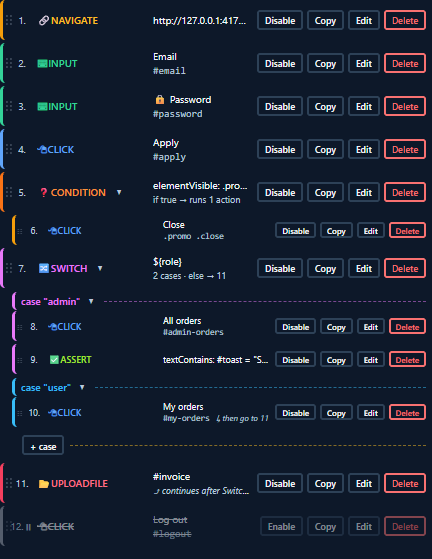 1. NAVIGATE http://127.0.0.1:417... Disable Copy Edit Delete
2. INPUT Email Disable Copy Edit Delete
#email
3. INPUT Password Disable Copy Edit Delete
#password
4. CLICK Apply Disable Copy Edit Delete
#apply
5. CONDITION ▼ elementVisible: .pro... Disable Copy Edit Delete
if true → runs 1 action
6. CLICK Close Disable Copy Edit Delete
.promo .close
7. SWITCH ▼ ${role} Disable Copy Edit Delete
2 cases · else → 11
case "admin" ▼
8. CLICK All orders Disable Copy Edit Delete
#admin-orders
9. ASSERT textContains: #toast = "S... Disable Copy Edit Delete
case "user" ▼
10. CLICK My orders Disable Copy Edit Delete
#my-orders ↳ then go to 11
+ case
11. UPLOADFILE #invoice Disable Copy Edit Delete
⤴ continues after Switc...
12. ⏸ CLICK Log out Enable Copy Edit Delete
#logout